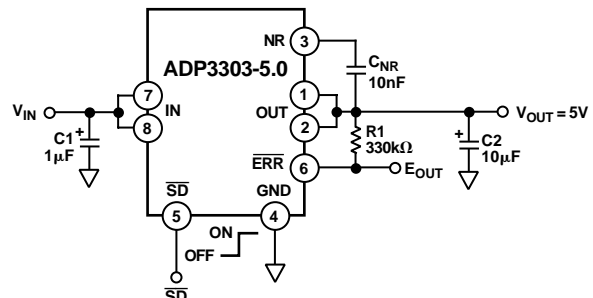 NR 3
ADP3303-5.0
C_NR
10nF
V_IN
7
IN
8
1
OUT
2
V_OUT = 5V
C1 +
1µF
R1
330kΩ
+ C2
10µF
ERR 6
E_OUT
SD
GND
5
4
ON
OFF
SD